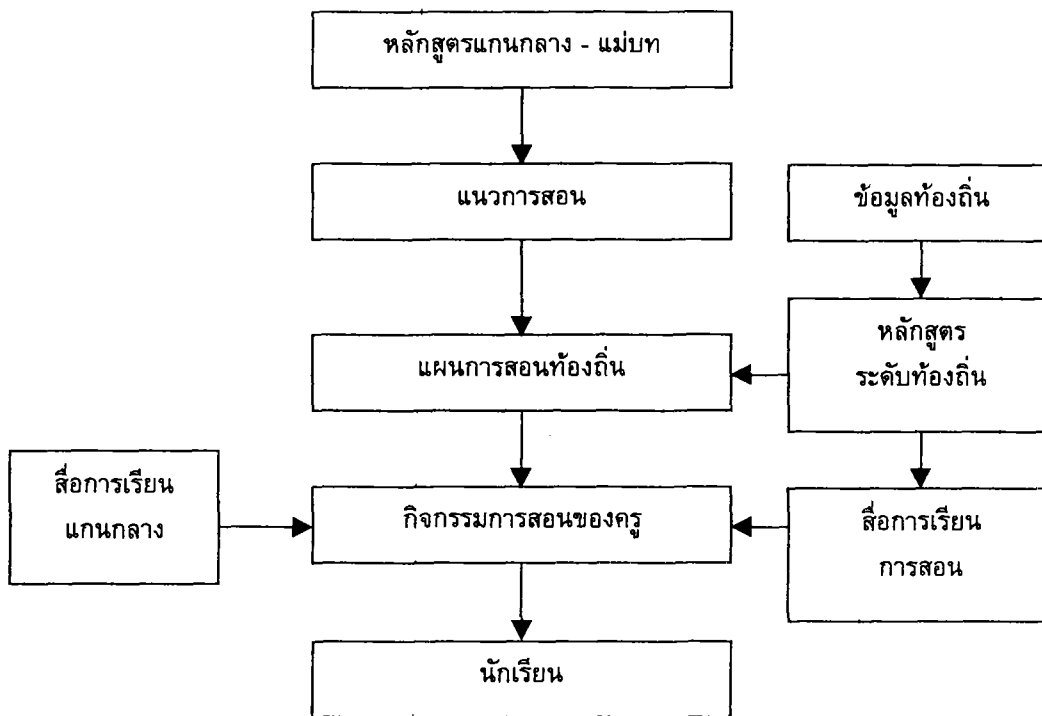 หลักสูตรแกนกลาง - แม่บท
แนวการสอน
ข้อมูลท้องถิ่น
แผนการสอนท้องถิ่น
หลักสูตร
ระดับท้องถิ่น
สื่อการเรียน
แกนกลาง
กิจกรรมการสอนของครู
สื่อการเรียน
การสอน
นักเรียน